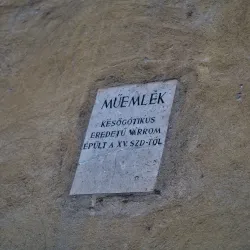 MŰEMLÉK
KÉSŐGÓTIKUS
EREDETŰ VÁRROM
ÉPÜLT A XV. SZD-TÓL